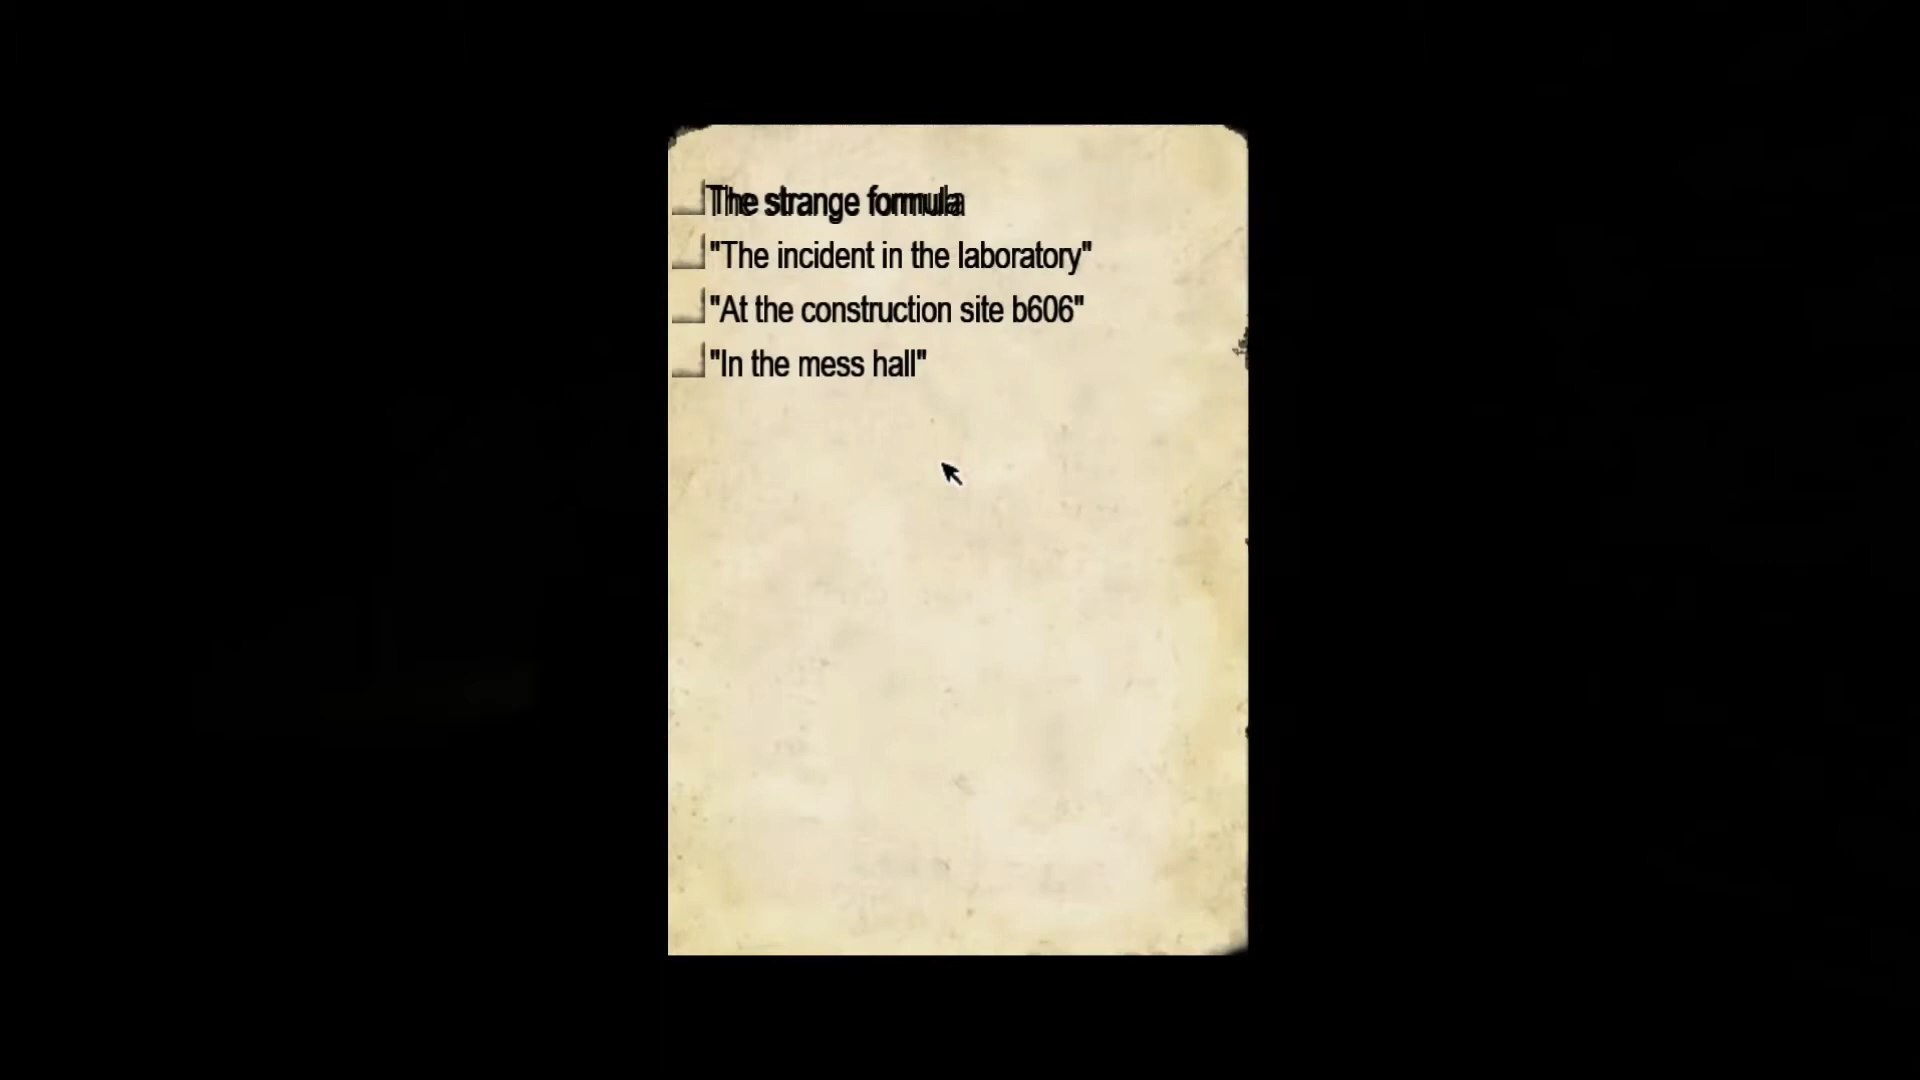 The strange formula
"The incident in the laboratory"
"At the construction site b606"
"In the mess hall"